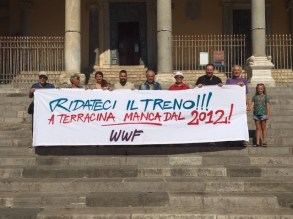 RIDATECI IL TRENO!!!
A TERRACINA MANCA DAL 2012!
WWF